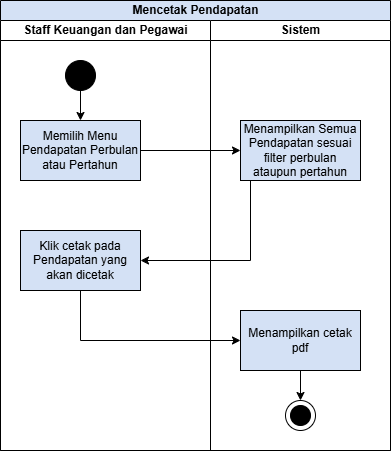 Mencetak Pendapatan
Staff Keuangan dan Pegawai
Sistem
Memilih Menu
Pendapatan Perbulan
atau Pertahun
Menampilkan Semua
Pendapatan sesuai
filter perbulan
ataupun pertahun
Klik cetak pada
Pendapatan yang
akan dicetak
Menampilkan cetak
pdf